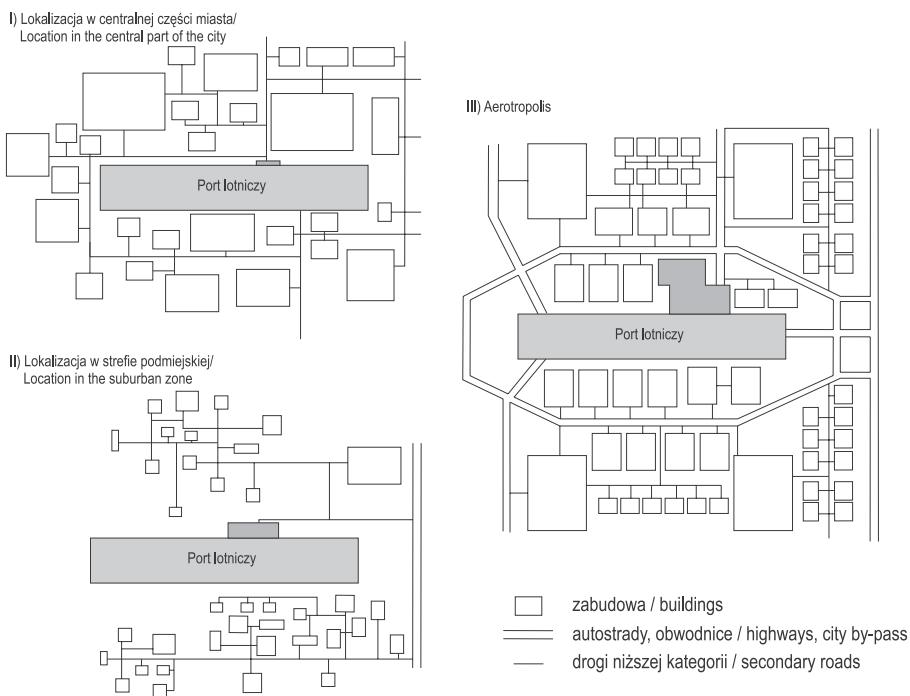 I) Lokalizacja w centralnej części miasta/
Location in the central part of the city
Port lotniczy
II) Lokalizacja w strefie podmiejskiej/
Location in the suburban zone
Port lotniczy
III) Aerotropolis
Port lotniczy
zabudowa / buildings
autostrady, obwodnice / highways, city by-pass
drogi niższej kategorii / secondary roads